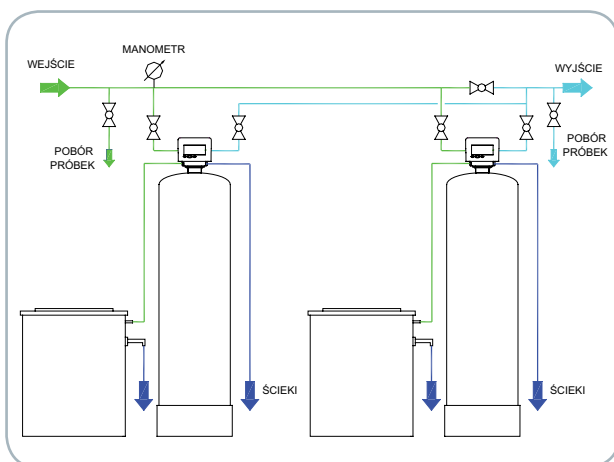 MANOMETR
WEJŚCIE
WYJŚCIE
POBÓR
PRÓBEK
POBÓR
PRÓBEK
ŚCIEKI
ŚCIEKI